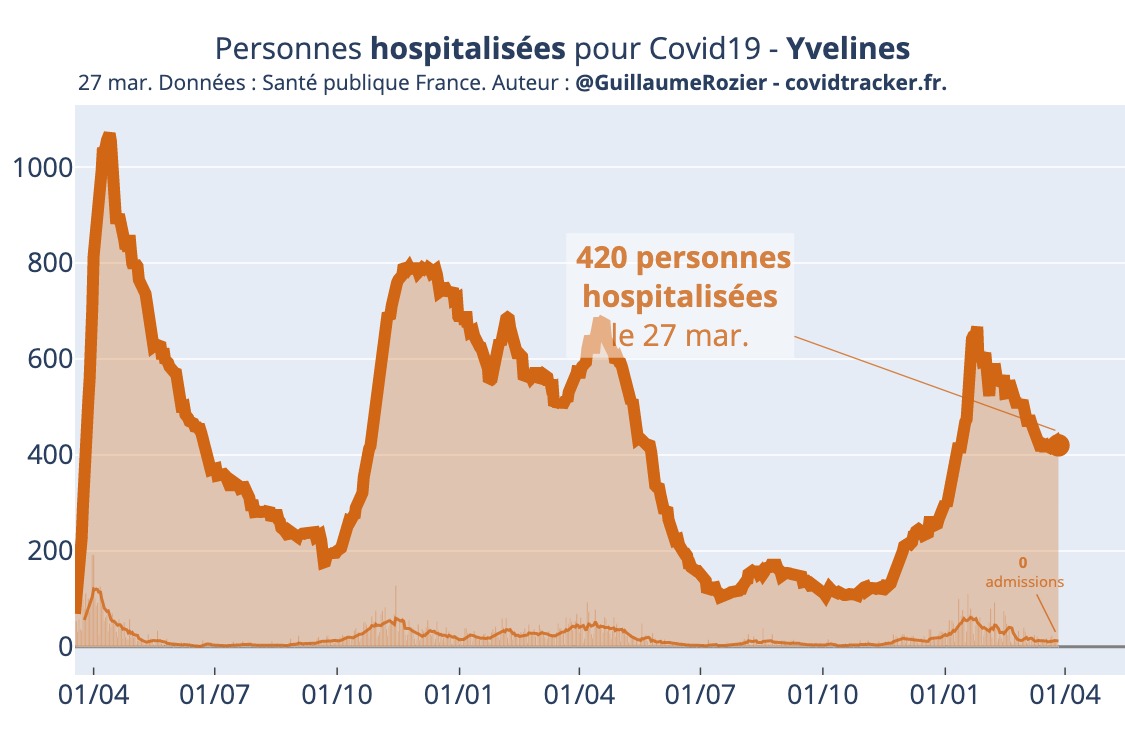 Personnes hospitalisées pour Covid19 - Yvelines
27 mar. Données : Santé publique France. Auteur : @GuillaumeRozier - covidtracker.fr.
1000
800
600
400
200
0
420 personnes
hospitalisées
le 27 mar.
0
admissions
01/04
01/07
01/10
01/01
01/04
01/07
01/10
01/01
01/04